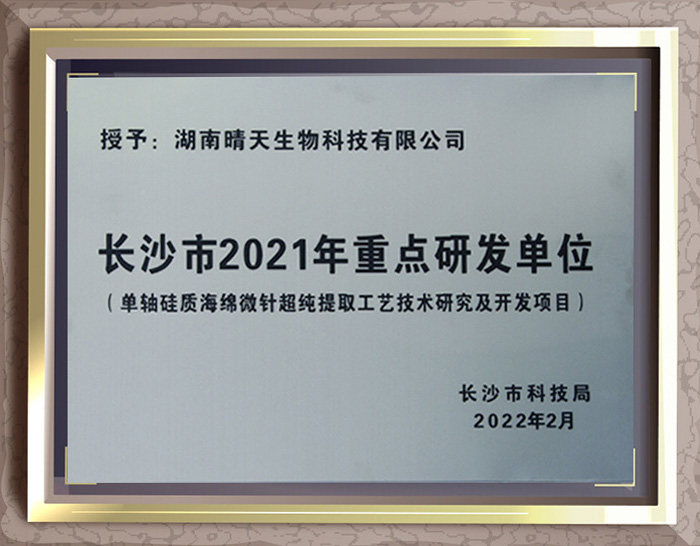 授予：湖南晴天生物科技有限公司
长沙市2021年重点研发单位
（单轴硅质海绵微针超纯提取工艺技术研究及开发项目）
长沙市科技局
2022年2月